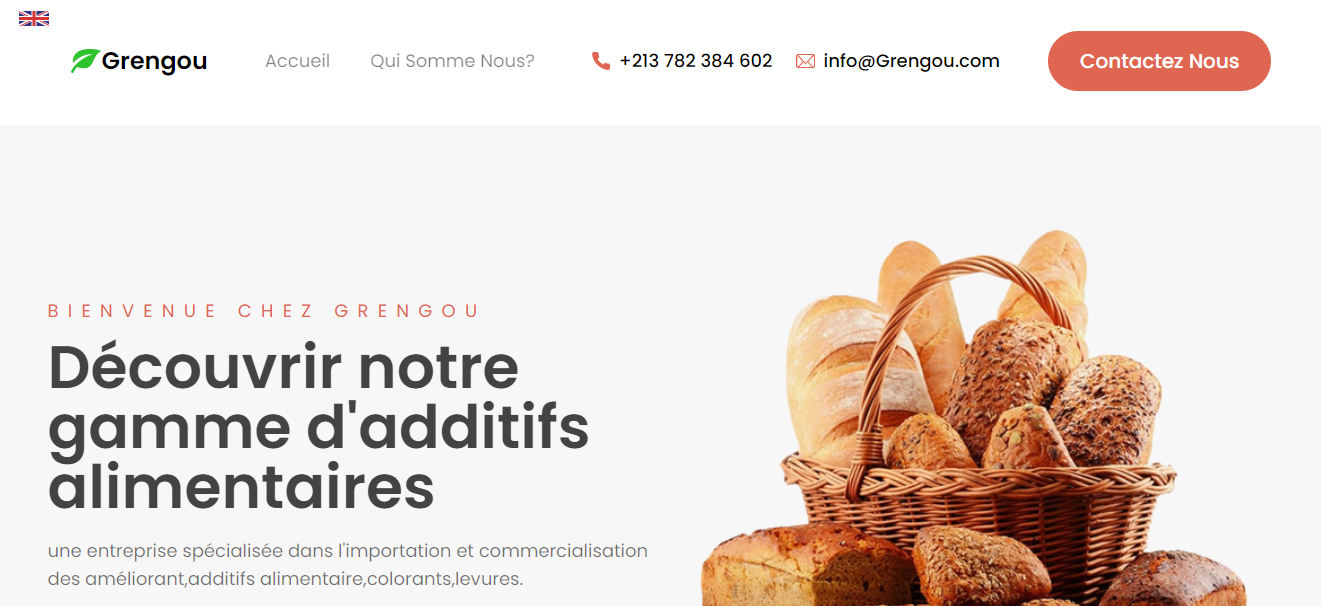 Grengou
Accueil
Qui Somme Nous?
+213 782 384 602
info@Grengou.com
Contactez Nous
BIENVENUE CHEZ GRENGOU
Découvrir notre
gamme d'additifs
alimentaires
une entreprise spécialisée dans l'importation et commercialisation
des améliorant,additifs alimentaire,colorants,levures.